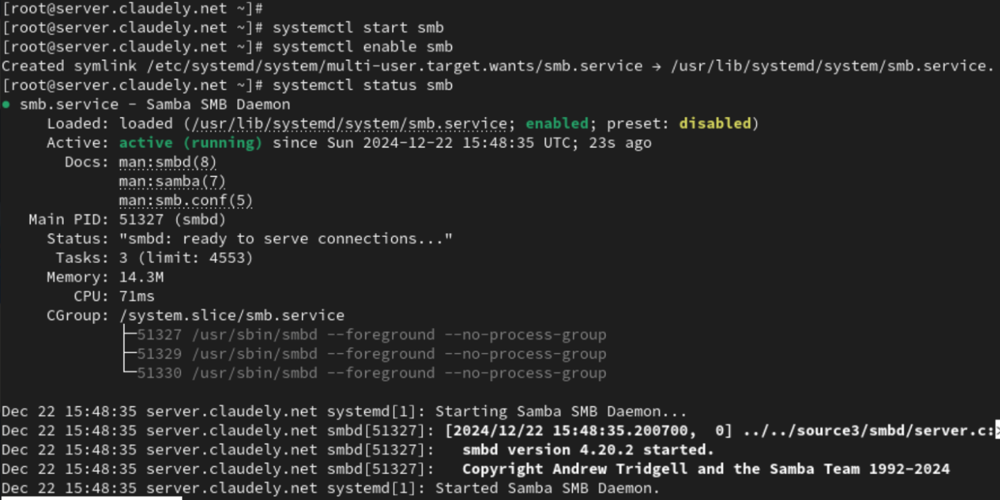 [root@server.claudely.net ~]#
[root@server.claudely.net ~]# systemctl start smb
[root@server.claudely.net ~]# systemctl enable smb
Created symlink /etc/systemd/system/multi-user.target.wants/smb.service → /usr/lib/systemd/system/smb.service.
[root@server.claudely.net ~]# systemctl status smb
● smb.service - Samba SMB Daemon
     Loaded: loaded (/usr/lib/systemd/system/smb.service; enabled; preset: disabled)
     Active: active (running) since Sun 2024-12-22 15:48:35 UTC; 23s ago
       Docs: man:smbd(8)
             man:samba(7)
             man:smb.conf(5)
   Main PID: 51327 (smbd)
     Status: "smbd: ready to serve connections..."
      Tasks: 3 (limit: 4553)
     Memory: 14.3M
        CPU: 71ms
     CGroup: /system.slice/smb.service
             ├─51327 /usr/sbin/smbd --foreground --no-process-group
             ├─51329 /usr/sbin/smbd --foreground --no-process-group
             └─51330 /usr/sbin/smbd --foreground --no-process-group

Dec 22 15:48:35 server.claudely.net systemd[1]: Starting Samba SMB Daemon...
Dec 22 15:48:35 server.claudely.net smbd[51327]: [2024/12/22 15:48:35.200700,  0] ../../source3/smbd/server.c:>
Dec 22 15:48:35 server.claudely.net smbd[51327]:   smbd version 4.20.2 started.
Dec 22 15:48:35 server.claudely.net smbd[51327]:   Copyright Andrew Tridgell and the Samba Team 1992-2024
Dec 22 15:48:35 server.claudely.net systemd[1]: Started Samba SMB Daemon.